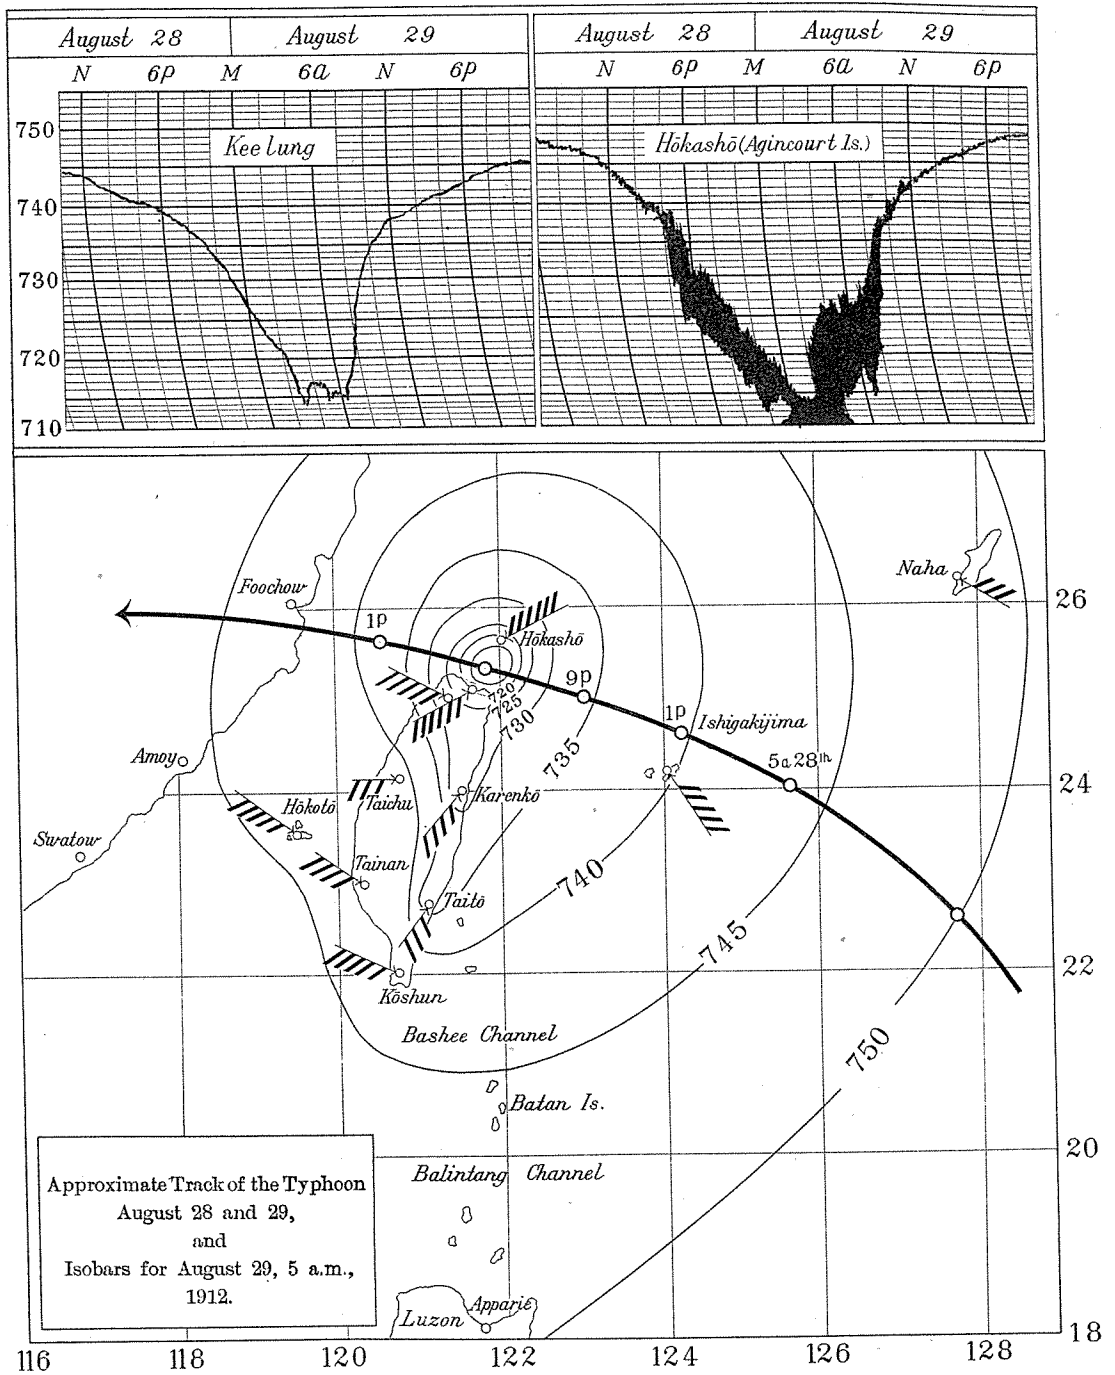 August 28 August 29
N 6p M 6a N 6p
Keelung
750
740
730
720
710
August 28 August 29
N 6p M 6a N 6p
Hōkashō (Agincourt Is.)
Naha
Foochow
26
1p
Hōkashō
9p
720
725
730
1p
Ishigakijima
735
5a 28th
Amoy
24
Taichu
Karenkō
Hōkotō
Swatow
Tainan
740
Taitō
745
22
Kōshun
Bashee Channel
750
Batan Is.
20
Balintang Channel
Approximate Track of the Typhoon
August 28 and 29,
and
Isobars for August 29, 5 a.m.,
1912.
Apparie
Luzon
18
116 118 120 122 124 126 128